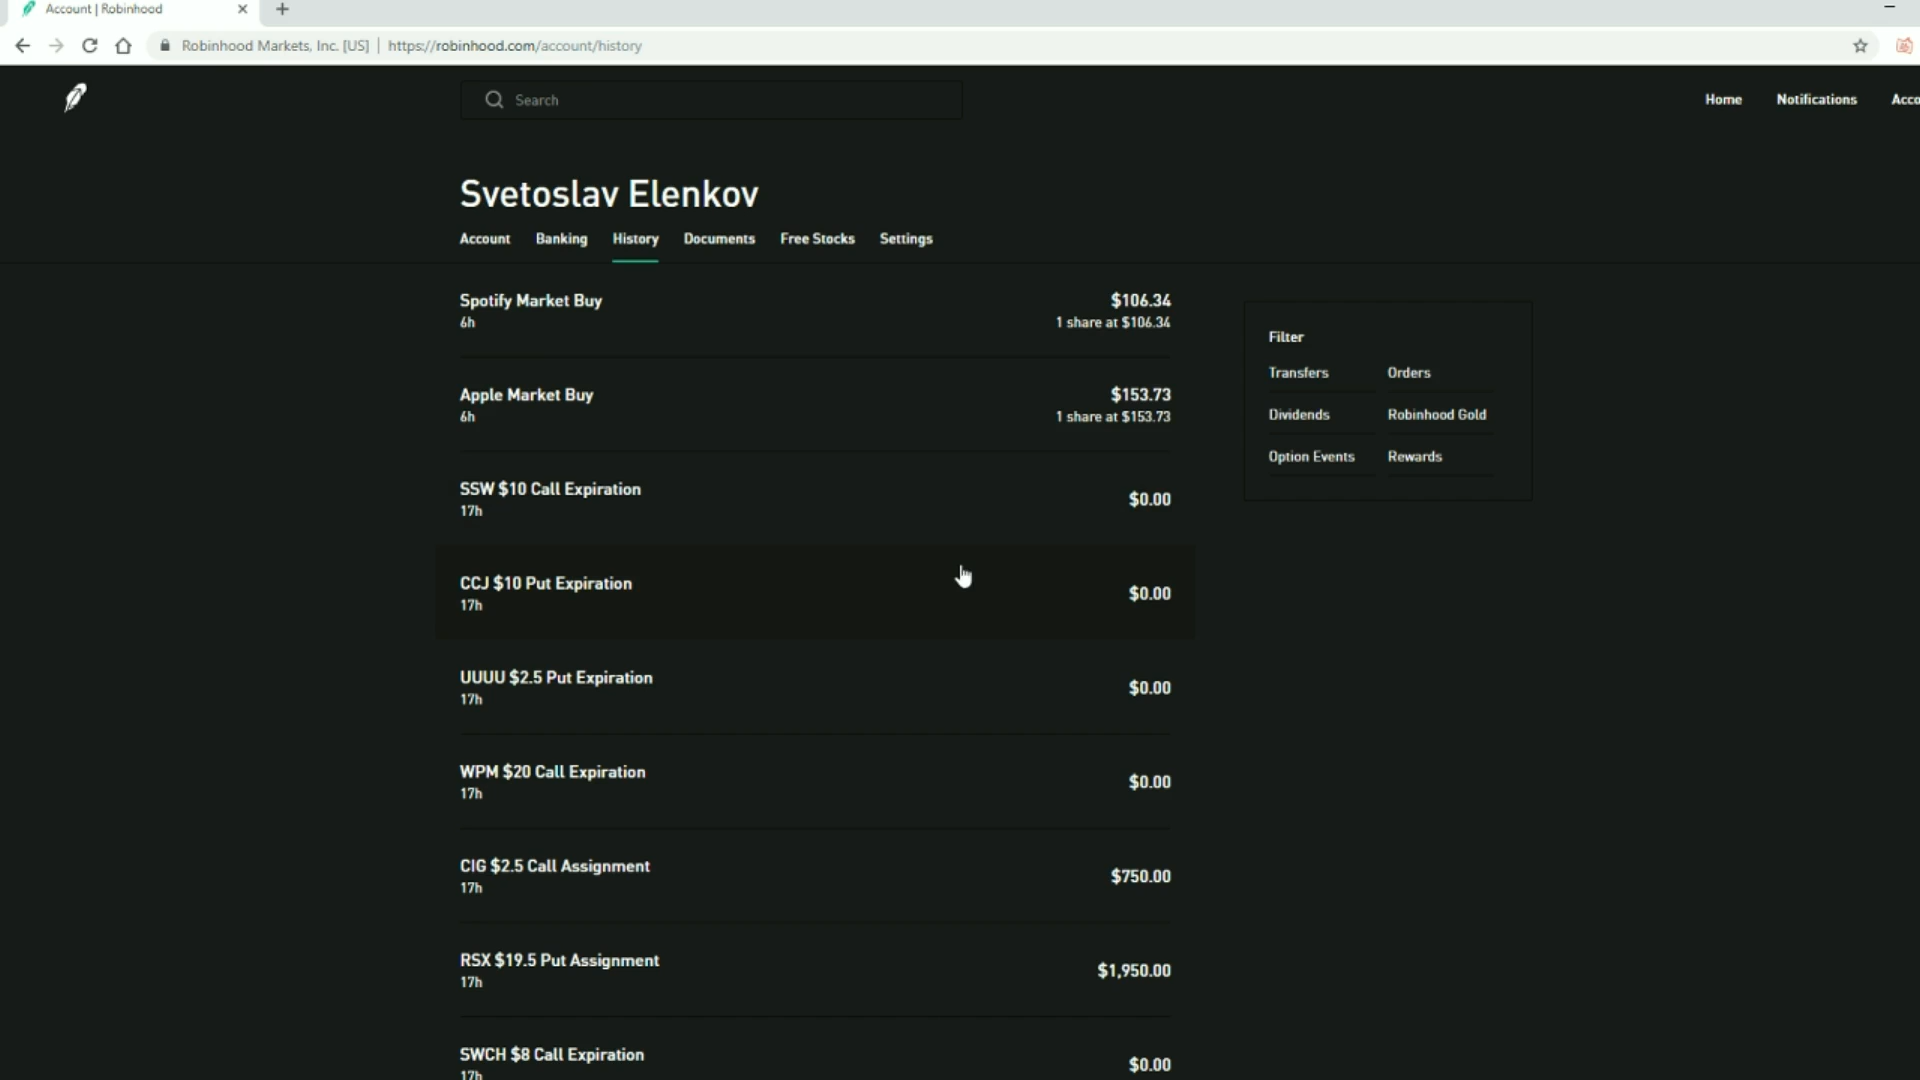 Account | Robinhood
Robinhood Markets, Inc. [US] | https://robinhood.com/account/history
Search
Home Notifications Acco
Svetoslav Elenkov
Account Banking History Documents Free Stocks Settings
Spotify Market Buy $106.34
6h 1 share at $106.34
Apple Market Buy $153.73
6h 1 share at $153.73
SSW $10 Call Expiration $0.00
17h
CCJ $10 Put Expiration $0.00
17h
UUUU $2.5 Put Expiration $0.00
17h
WPM $20 Call Expiration $0.00
17h
CIG $2.5 Call Assignment $750.00
17h
RSX $19.5 Put Assignment $1,950.00
17h
SWCH $8 Call Expiration $0.00
17h
Filter
Transfers Orders
Dividends Robinhood Gold
Option Events Rewards